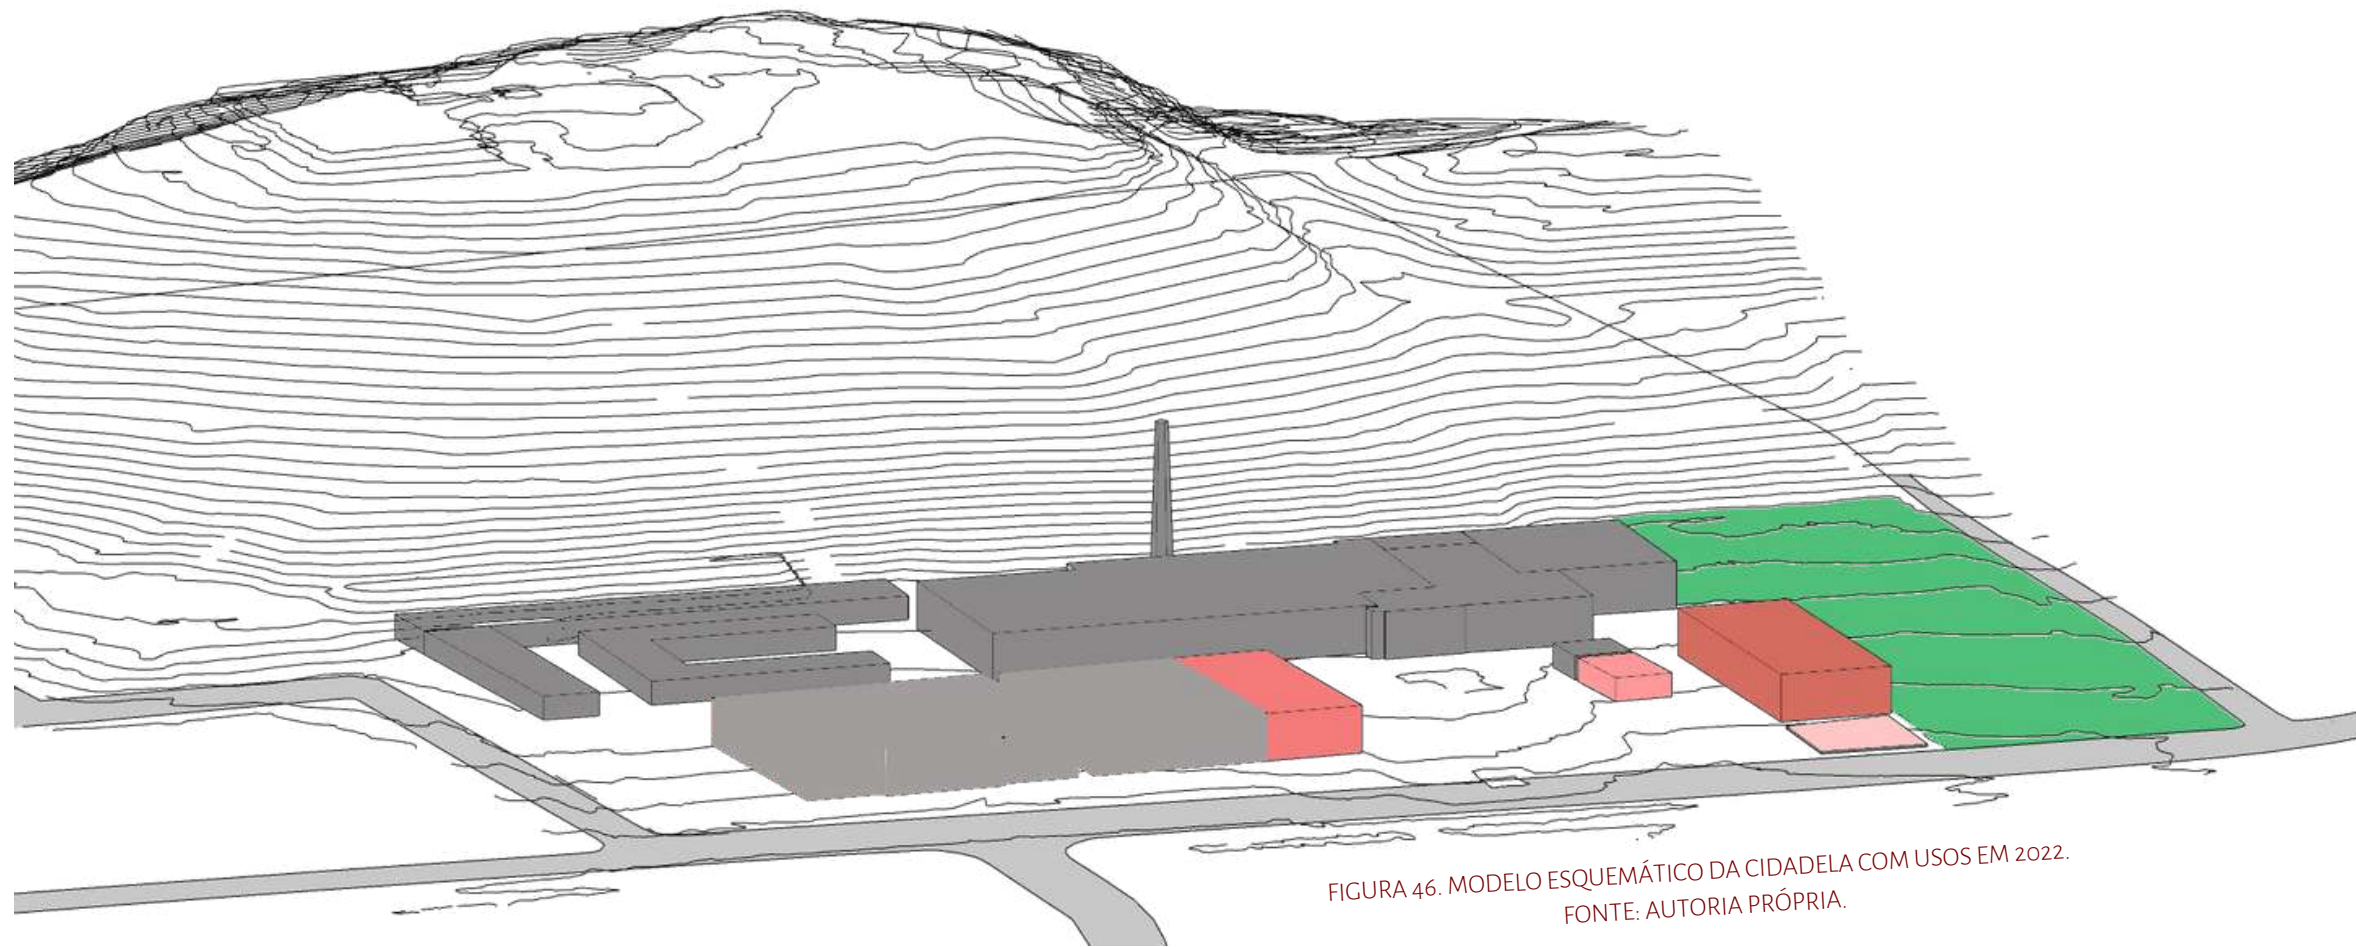 FIGURA 46. MODELO ESQUEMÁTICO DA CIDADELA COM USOS EM 2022.
FONTE: AUTORIA PRÓPRIA.